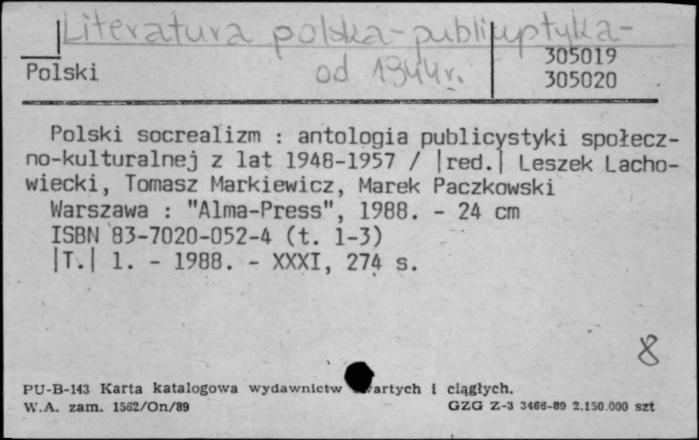 Literatura polska - publicystyka -
od 1944 r.
Polski
305019
305020
Polski socrealizm : antologia publicystyki społecz-
no-kulturalnej z lat 1948-1957 / |red.| Leszek Lacho-
wiecki, Tomasz Markiewicz, Marek Paczkowski
Warszawa : "Alma-Press", 1988. - 24 cm
ISBN 83-7020-052-4 (t. 1-3)
|T.| 1. - 1988. - XXXI, 274 s.
8
PU-B-143 Karta katalogowa wydawnictw wartych i ciągłych.
W.A. zam. 1562/On/89 GZG Z-3 3466-89 2.150.000 szt